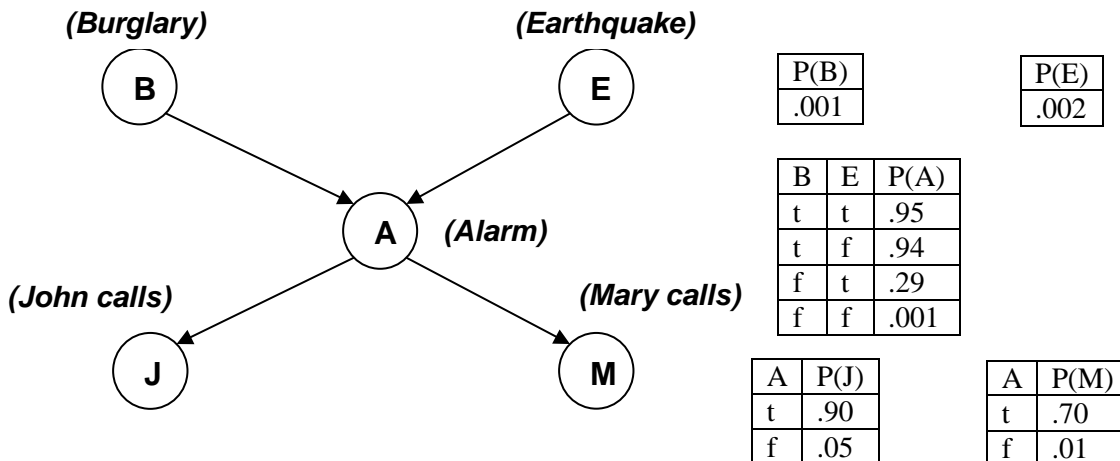 (Burglary)
(Earthquake)
B
E
A
(Alarm)
(John calls)
(Mary calls)
J
M
P(B)
.001
P(E)
.002
B E P(A)
t t .95
t f .94
f t .29
f f .001
A P(J)
t .90
f .05
A P(M)
t .70
f .01